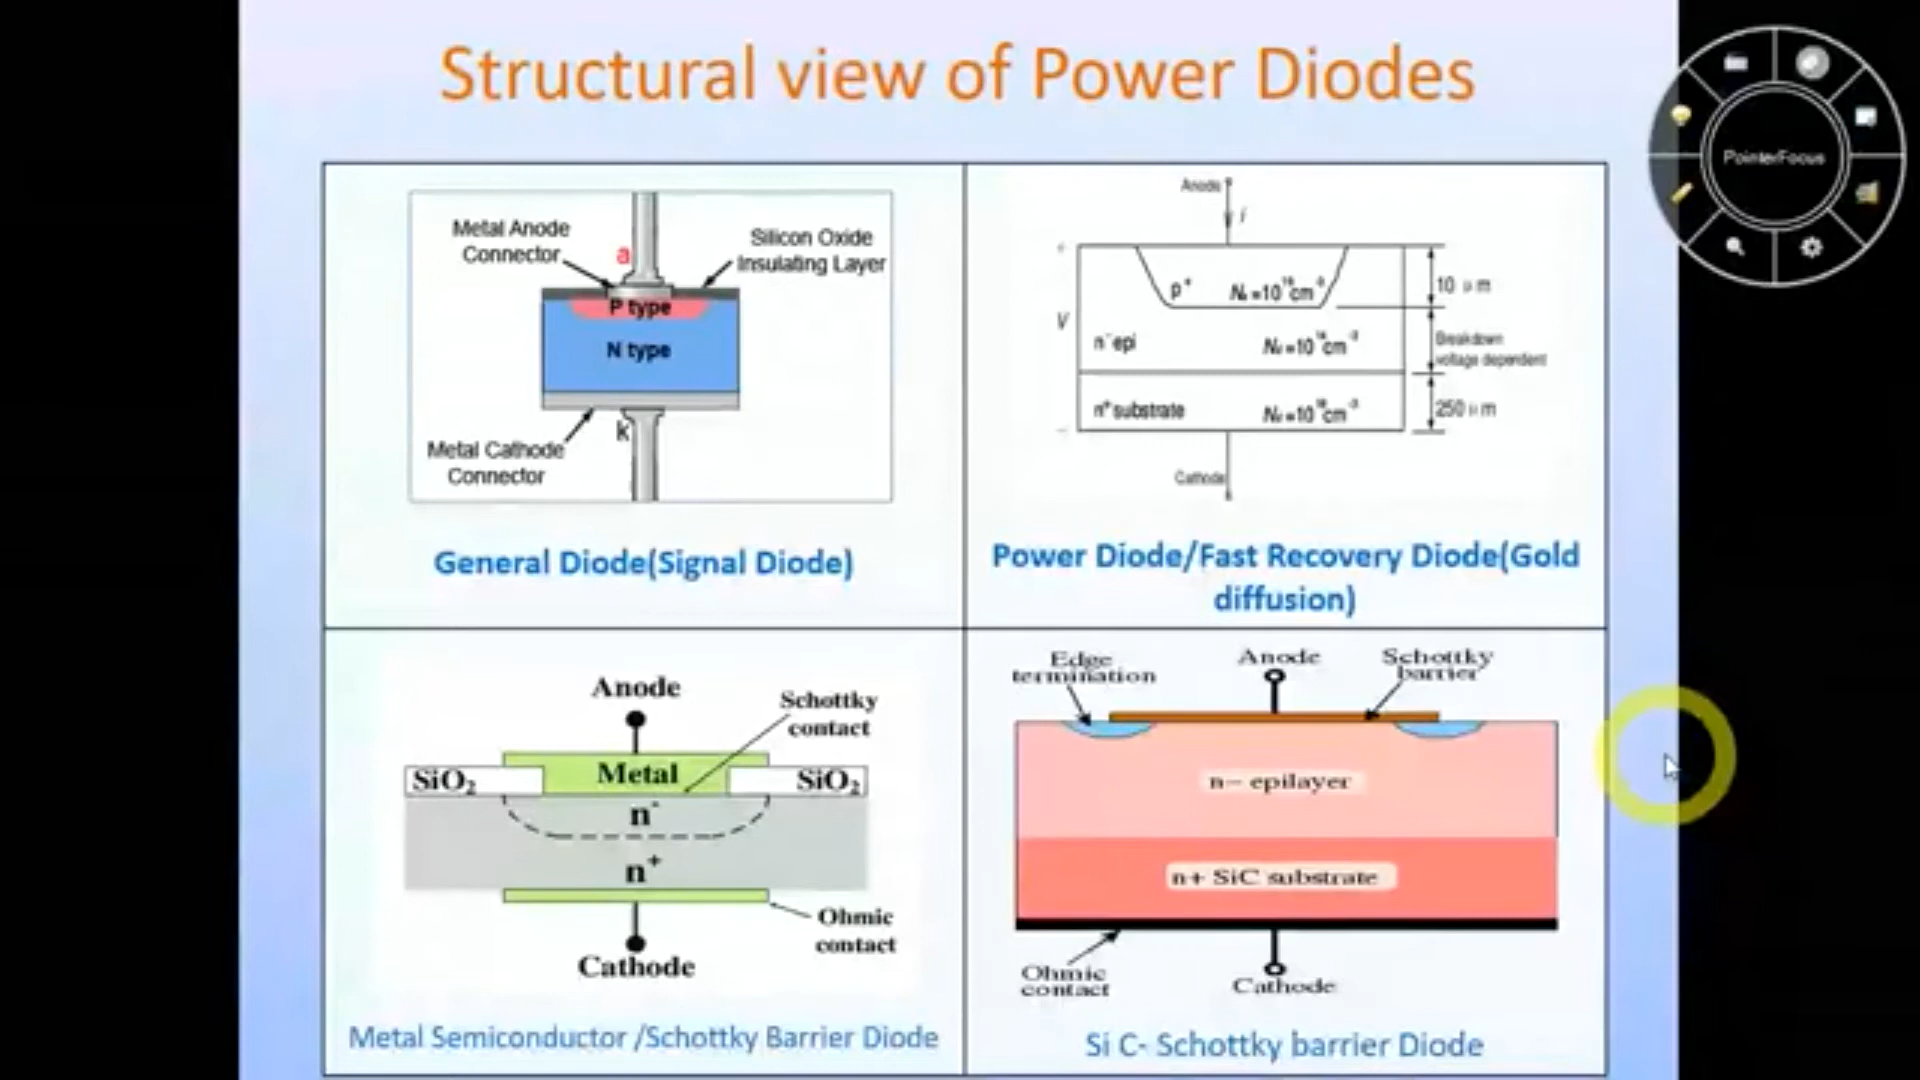 Structural view of Power Diodes
PointerFocus
Metal Anode
Connector
a
Silicon Oxide
Insulating Layer
P type
N type
k
Metal Cathode
Connector
General Diode(Signal Diode)
Anode
i
+
p⁺
10 μm
V
n⁻epi
Breakdown
voltage dependent
n⁺substrate
250 μm
-
Cathode
Power Diode/Fast Recovery Diode(Gold
diffusion)
Anode
Schottky
contact
SiO₂
Metal
SiO₂
n⁻
n⁺
Ohmic
contact
Cathode
Metal Semiconductor /Schottky Barrier Diode
Edge
termination
Anode
Schottky
barrier
n− epilayer
n+ SiC substrate
Ohmic
contact
Cathode
Si C- Schottky barrier Diode